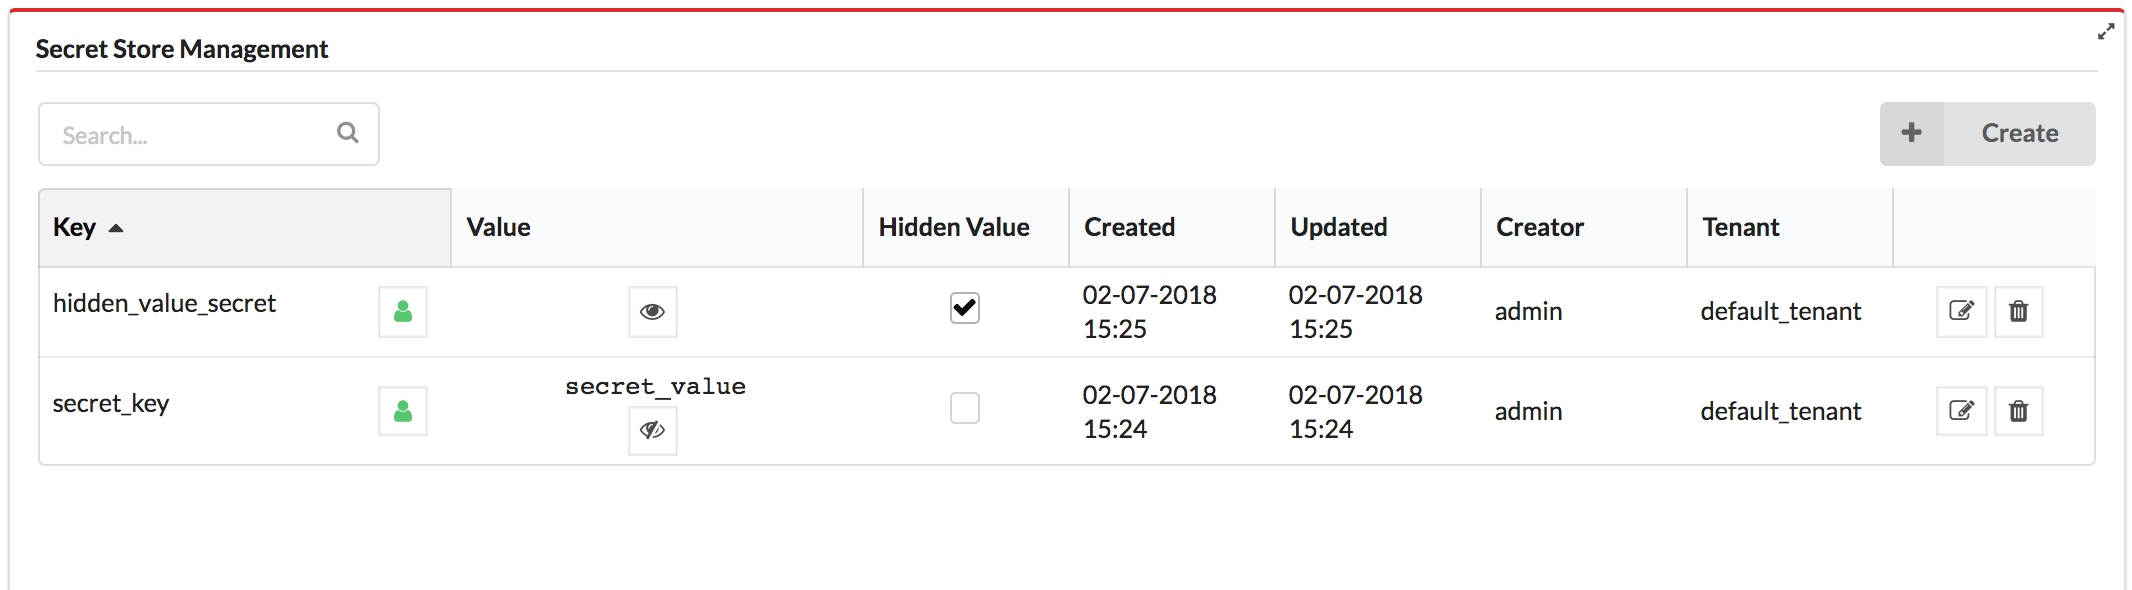 Secret Store Management
Search...
Create
Key Value Hidden Value Created Updated Creator Tenant
hidden_value_secret 02-07-2018 15:25 02-07-2018 15:25 admin default_tenant
secret_key secret_value 02-07-2018 15:24 02-07-2018 15:24 admin default_tenant